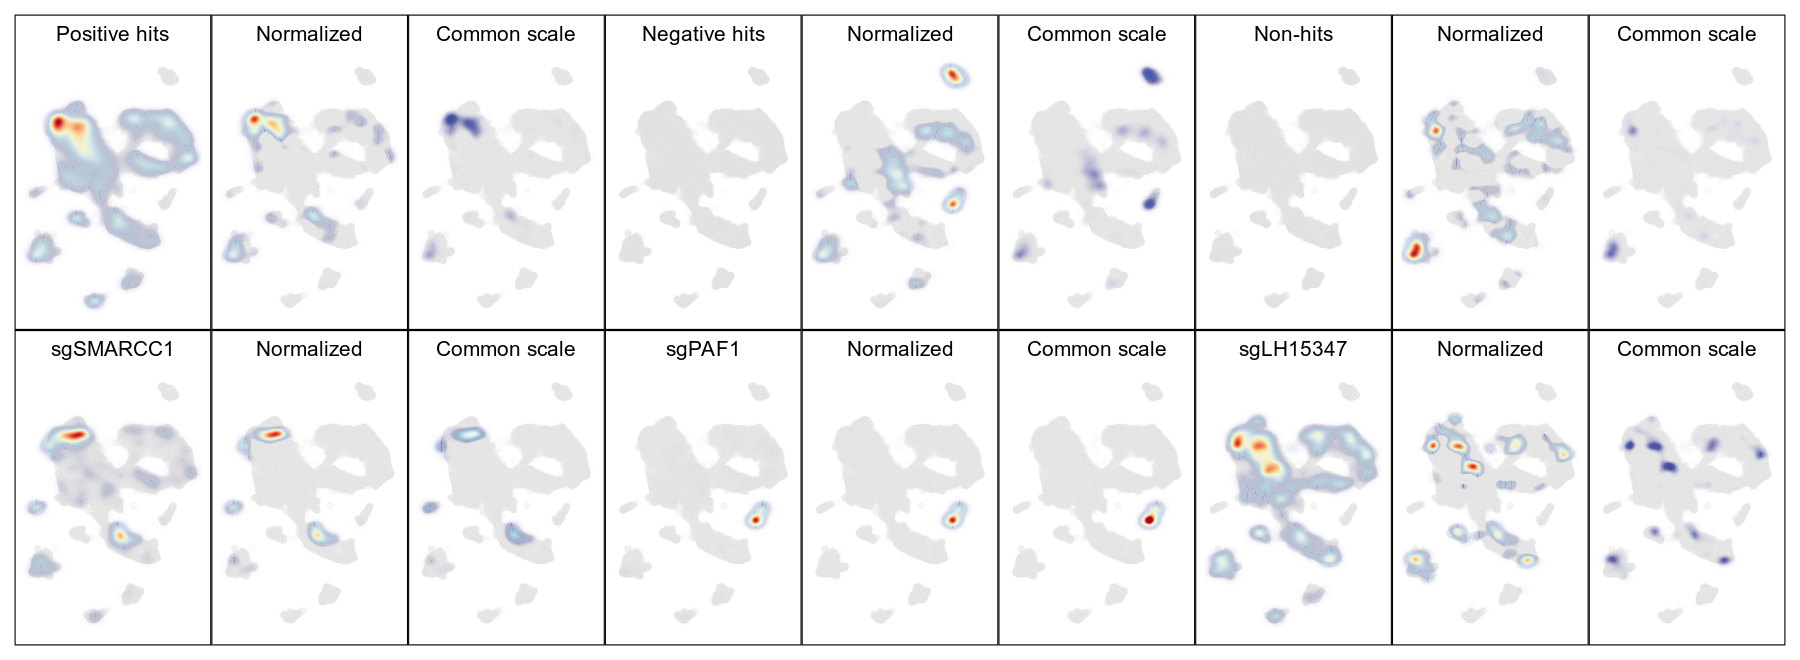 Positive hits
Normalized
Common scale
Negative hits
Normalized
Common scale
Non-hits
Normalized
Common scale
sgSMARCC1
Normalized
Common scale
sgPAF1
Normalized
Common scale
sgLH15347
Normalized
Common scale